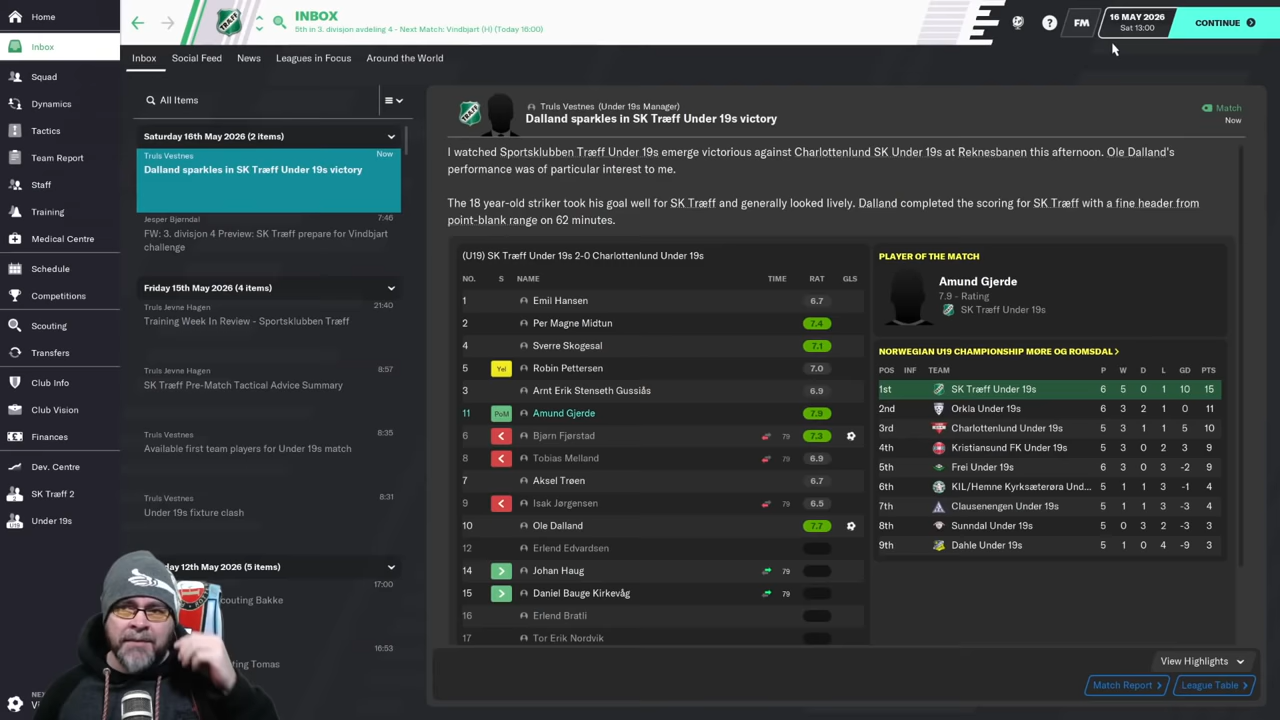 Home
Inbox
Squad
Dynamics
Tactics
Team Report
Staff
Training
Medical Centre
Schedule
Competitions
Scouting
Transfers
Club Info
Club Vision
Finances
Dev. Centre
SK Træff 2
Under 19s
INBOX
5th in 3. divisjon avdeling 4 - Next Match: Vindbjart (H) (Today 16:00)
FM
16 MAY 2026
Sat 13:00
CONTINUE
Inbox Social Feed News Leagues in Focus Around the World
All Items
Saturday 16th May 2026 (2 items)
Truls Vestnes Now
Dalland sparkles in SK Træff Under 19s victory
Jesper Bjørndal 7:46
FW: 3. divisjon 4 Preview: SK Træff prepare for Vindbjart
challenge
Friday 15th May 2026 (4 items)
Truls Jevne Hagen 21:40
Training Week In Review - Sportsklubben Træff
Truls Jevne Hagen 8:57
SK Træff Pre-Match Tactical Advice Summary
Truls Vestnes 8:35
Available first team players for Under 19s match
Truls Vestnes 8:31
Under 19s fixture clash
12th May 2026 (5 items)
17:00
Bakke
16:53
Tomas
Truls Vestnes (Under 19s Manager)
Dalland sparkles in SK Træff Under 19s victory
Match
Now
I watched Sportsklubben Træff Under 19s emerge victorious against Charlottenlund SK Under 19s at Reknesbanen this afternoon. Ole Dalland's
performance was of particular interest to me.
The 18 year-old striker took his goal well for SK Træff and generally looked lively. Dalland completed the scoring for SK Træff with a fine header from
point-blank range on 62 minutes.
(U19) SK Træff Under 19s 2-0 Charlottenlund Under 19s
NO. S NAME TIME RAT GLS
1 Emil Hansen 6.7
2 Per Magne Midtun 7.4
4 Sverre Skogesal 7.1
5 Yel Robin Pettersen 7.0
3 Arnt Erik Stenseth Gussiås 6.9
11 PoM Amund Gjerde 7.9
6 Bjørn Fjørstad 79 7.3
8 Tobias Melland 79 6.9
7 Aksel Trøen 6.7
9 Isak Jørgensen 79 6.5
10 Ole Dalland 7.7
12 Erlend Edvardsen
14 Johan Haug 79
15 Daniel Bauge Kirkevåg 79
16 Erlend Bratli
17 Tor Erik Nordvik
PLAYER OF THE MATCH
Amund Gjerde
7.9 - Rating
SK Træff Under 19s
NORWEGIAN U19 CHAMPIONSHIP MØRE OG ROMSDAL >
POS INF TEAM P W D L GD PTS
1st SK Træff Under 19s 6 5 0 1 10 15
2nd Orkla Under 19s 6 3 2 1 0 11
3rd Charlottenlund Under 19s 5 3 1 1 5 10
4th Kristiansund FK Under 19s 5 3 0 2 3 9
5th Frei Under 19s 6 3 0 3 -2 9
6th KIL/Hemne Kyrksæterøra Und... 5 1 1 3 -1 4
7th Clausenengen Under 19s 5 1 1 3 -3 4
8th Sunndal Under 19s 5 0 3 2 -3 3
9th Dahle Under 19s 5 1 0 4 -9 3
View Highlights
Match Report >
League Table >